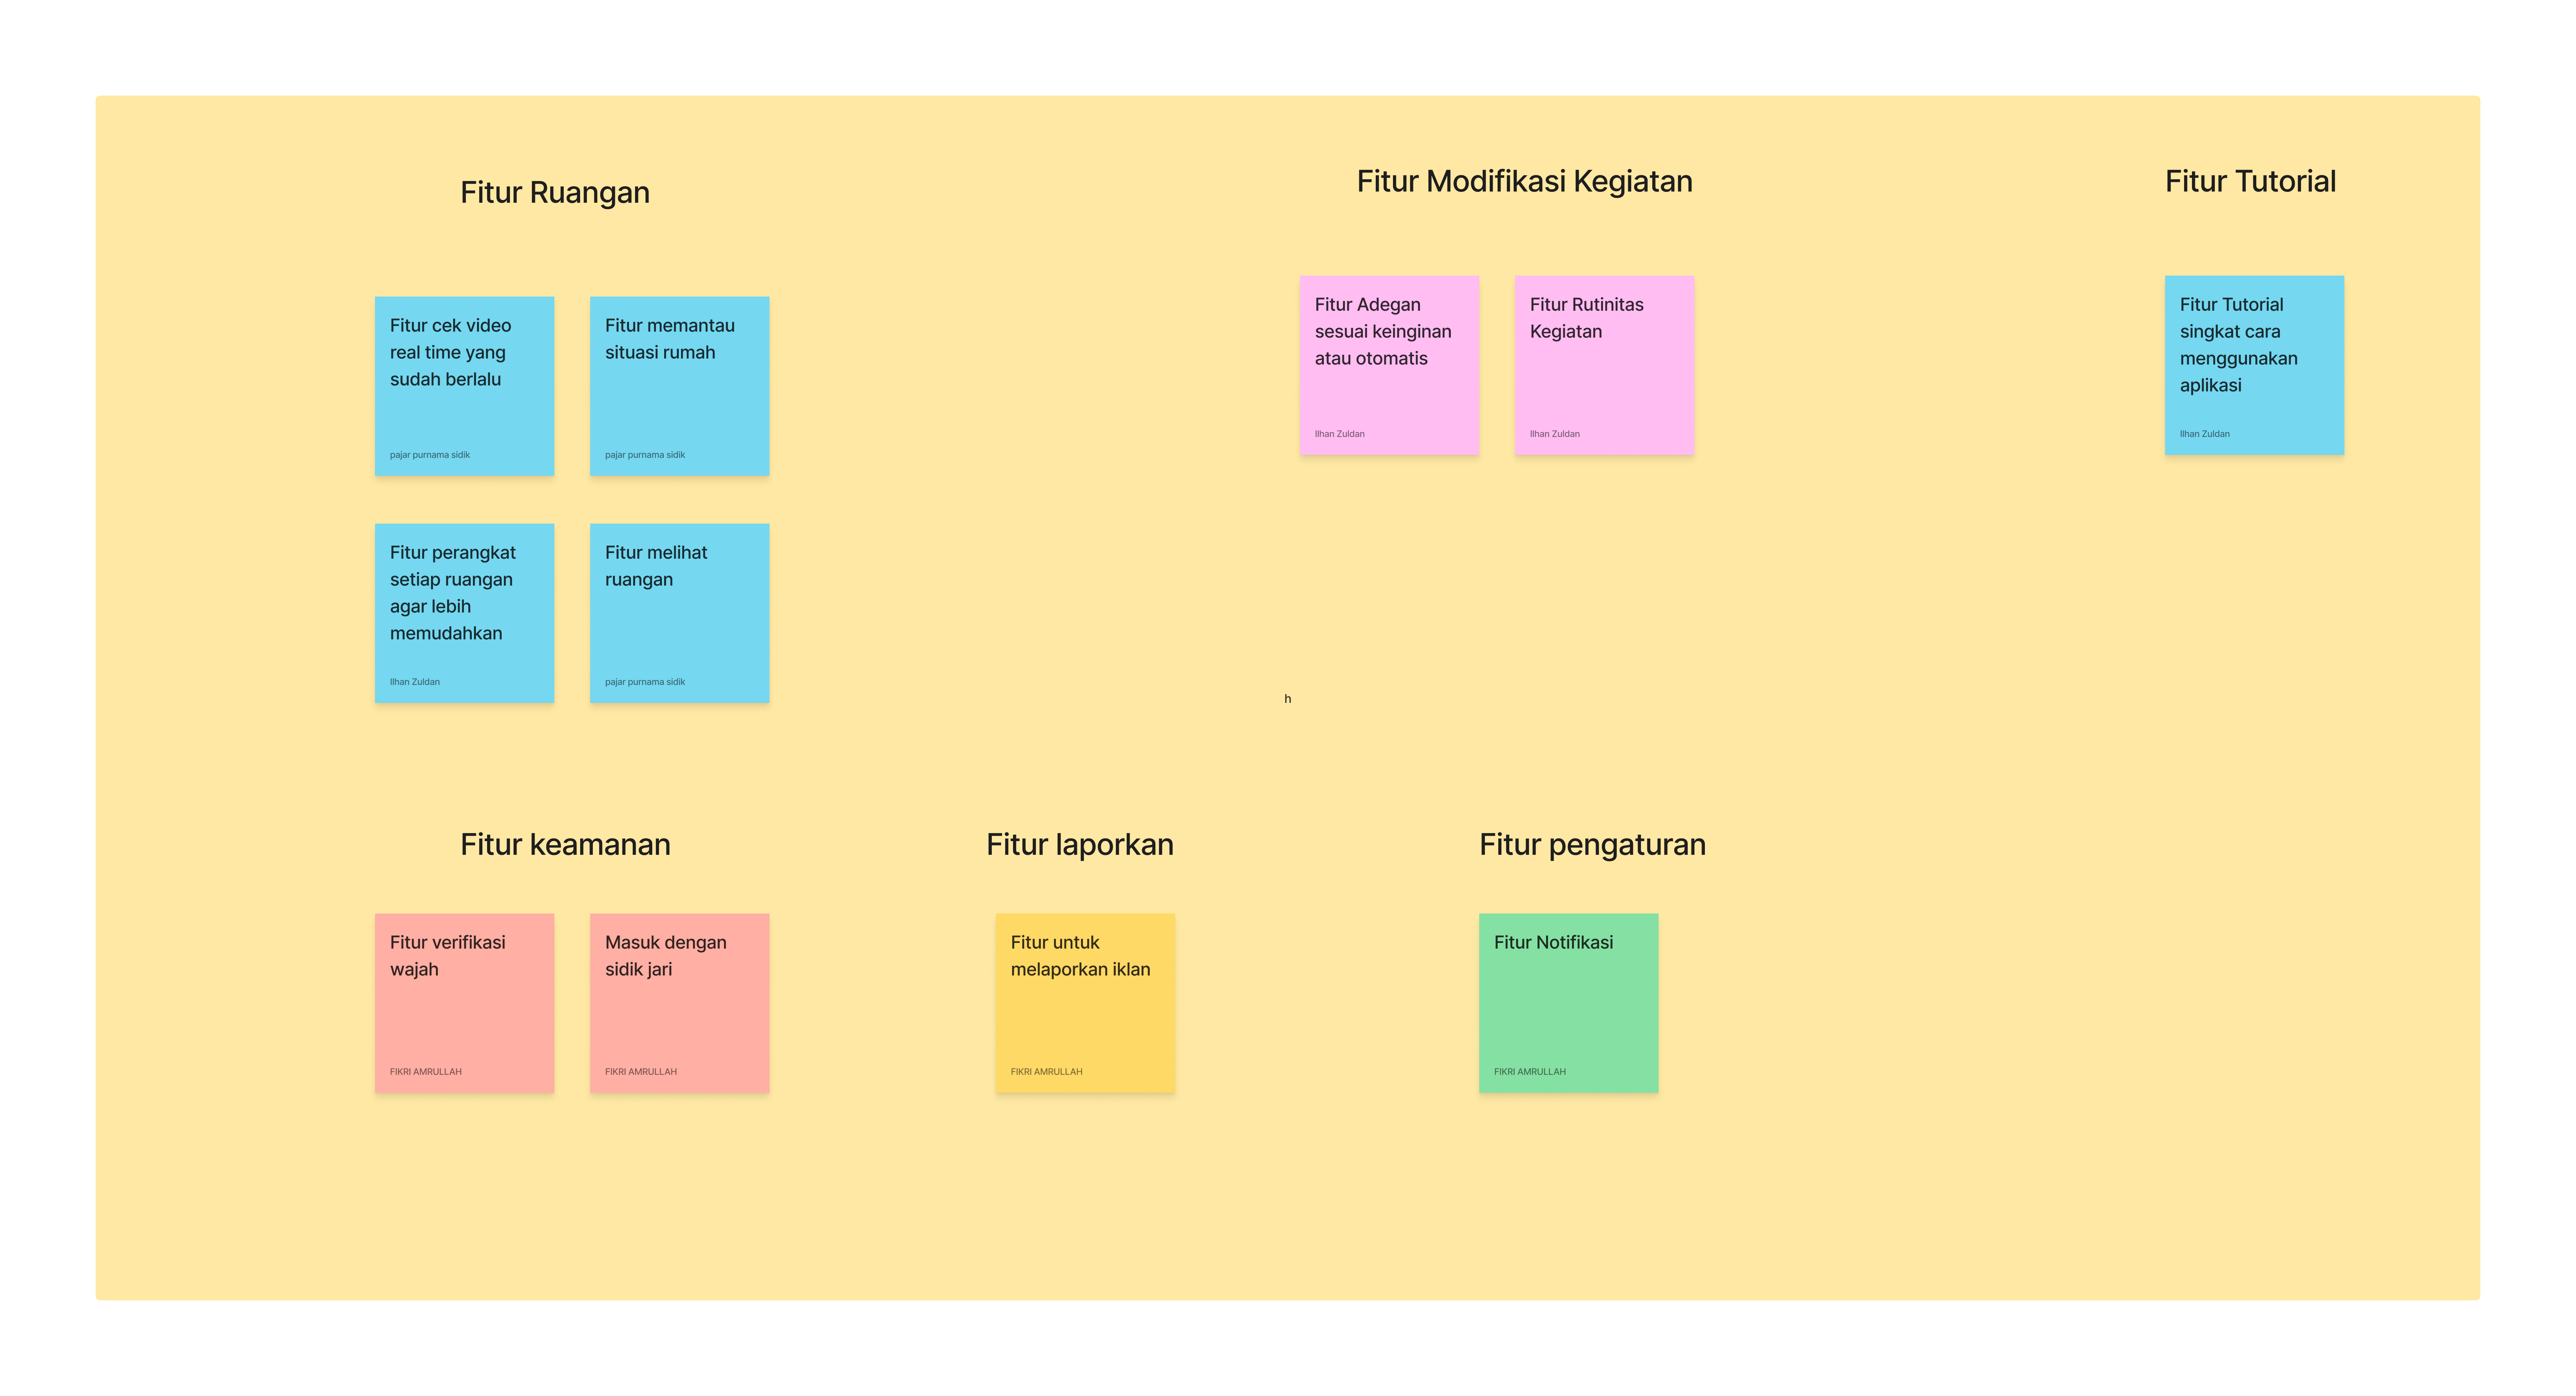 Fitur Ruangan
Fitur Modifikasi Kegiatan
Fitur Tutorial
Fitur cek video
real time yang
sudah berlalu
pajar purnama sidik
Fitur memantau
situasi rumah
pajar purnama sidik
Fitur Adegan
sesuai keinginan
atau otomatis
Ilhan Zuldan
Fitur Rutinitas
Kegiatan
Ilhan Zuldan
Fitur Tutorial
singkat cara
menggunakan
aplikasi
Ilhan Zuldan
Fitur perangkat
setiap ruangan
agar lebih
memudahkan
Ilhan Zuldan
Fitur melihat
ruangan
pajar purnama sidik
h
Fitur keamanan
Fitur laporkan
Fitur pengaturan
Fitur verifikasi
wajah
FIKRI AMRULLAH
Masuk dengan
sidik jari
FIKRI AMRULLAH
Fitur untuk
melaporkan iklan
FIKRI AMRULLAH
Fitur Notifikasi
FIKRI AMRULLAH